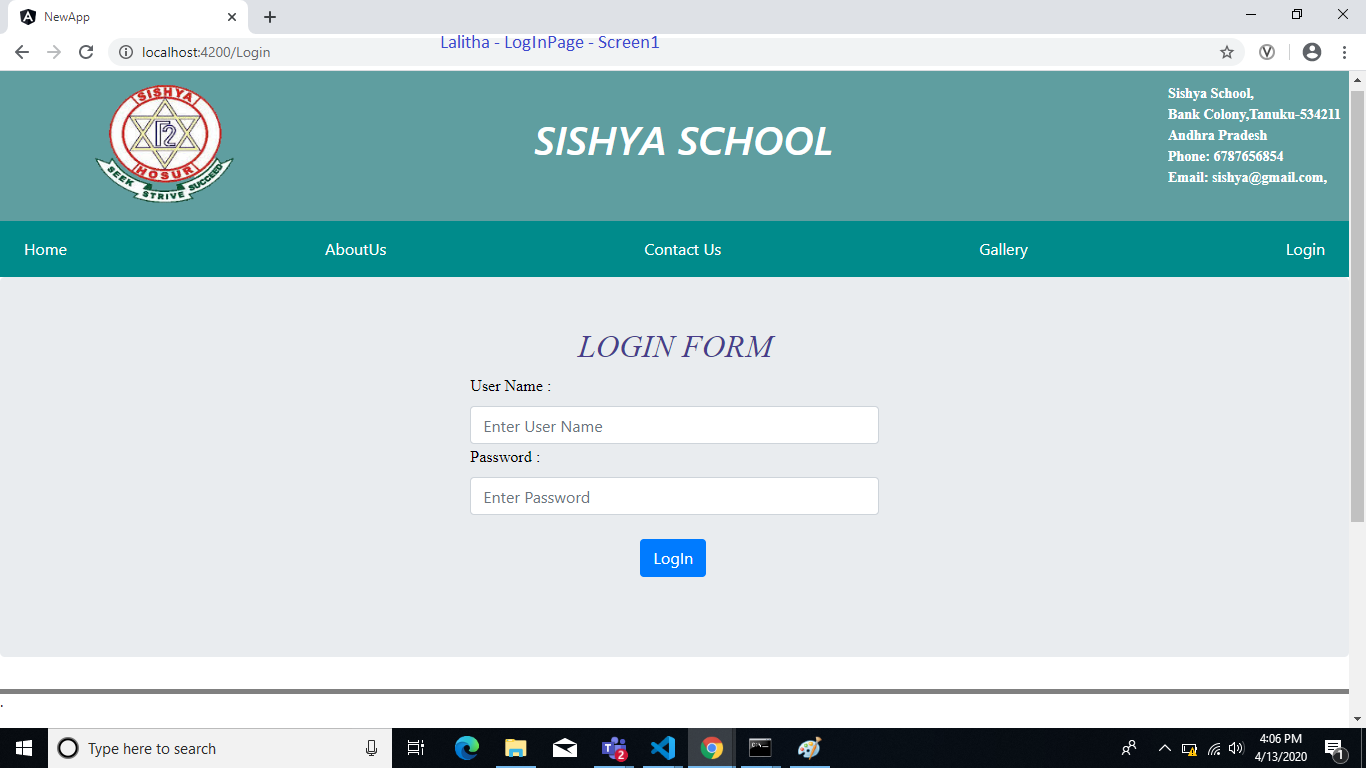 NewApp
Lalitha - LogInPage - Screen1
localhost:4200/Login
SISHYA
HOSUR
SEEK STRIVE SUCCEED
SISHYA SCHOOL
Sishya School,
Bank Colony,Tanuku-534211
Andhra Pradesh
Phone: 6787656854
Email: sishya@gmail.com,
Home AboutUs Contact Us Gallery Login
LOGIN FORM
User Name :
Enter User Name
Password :
Enter Password
LogIn
.
Type here to search
2
4:06 PM
4/13/2020
1